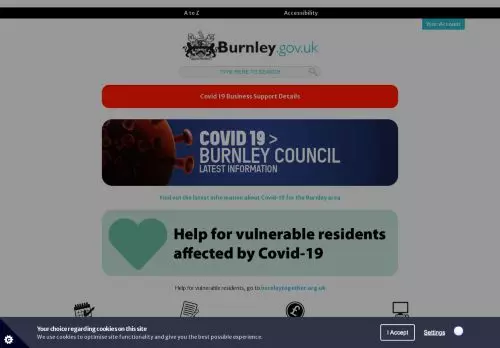 A to Z
Accessibility
Your Account
Burnley.gov.uk
TYPE HERE TO SEARCH
Covid 19 Business Support Details
COVID 19 >
BURNLEY COUNCIL
LATEST INFORMATION
Find out the latest information about Covid-19 for the Burnley area
Help for vulnerable residents
affected by Covid-19
Help for vulnerable residents, go to burnleytogether.org.uk
Your choice regarding cookies on this site
We use cookies to optimise site functionality and give you the best possible experience.
I Accept
Settings